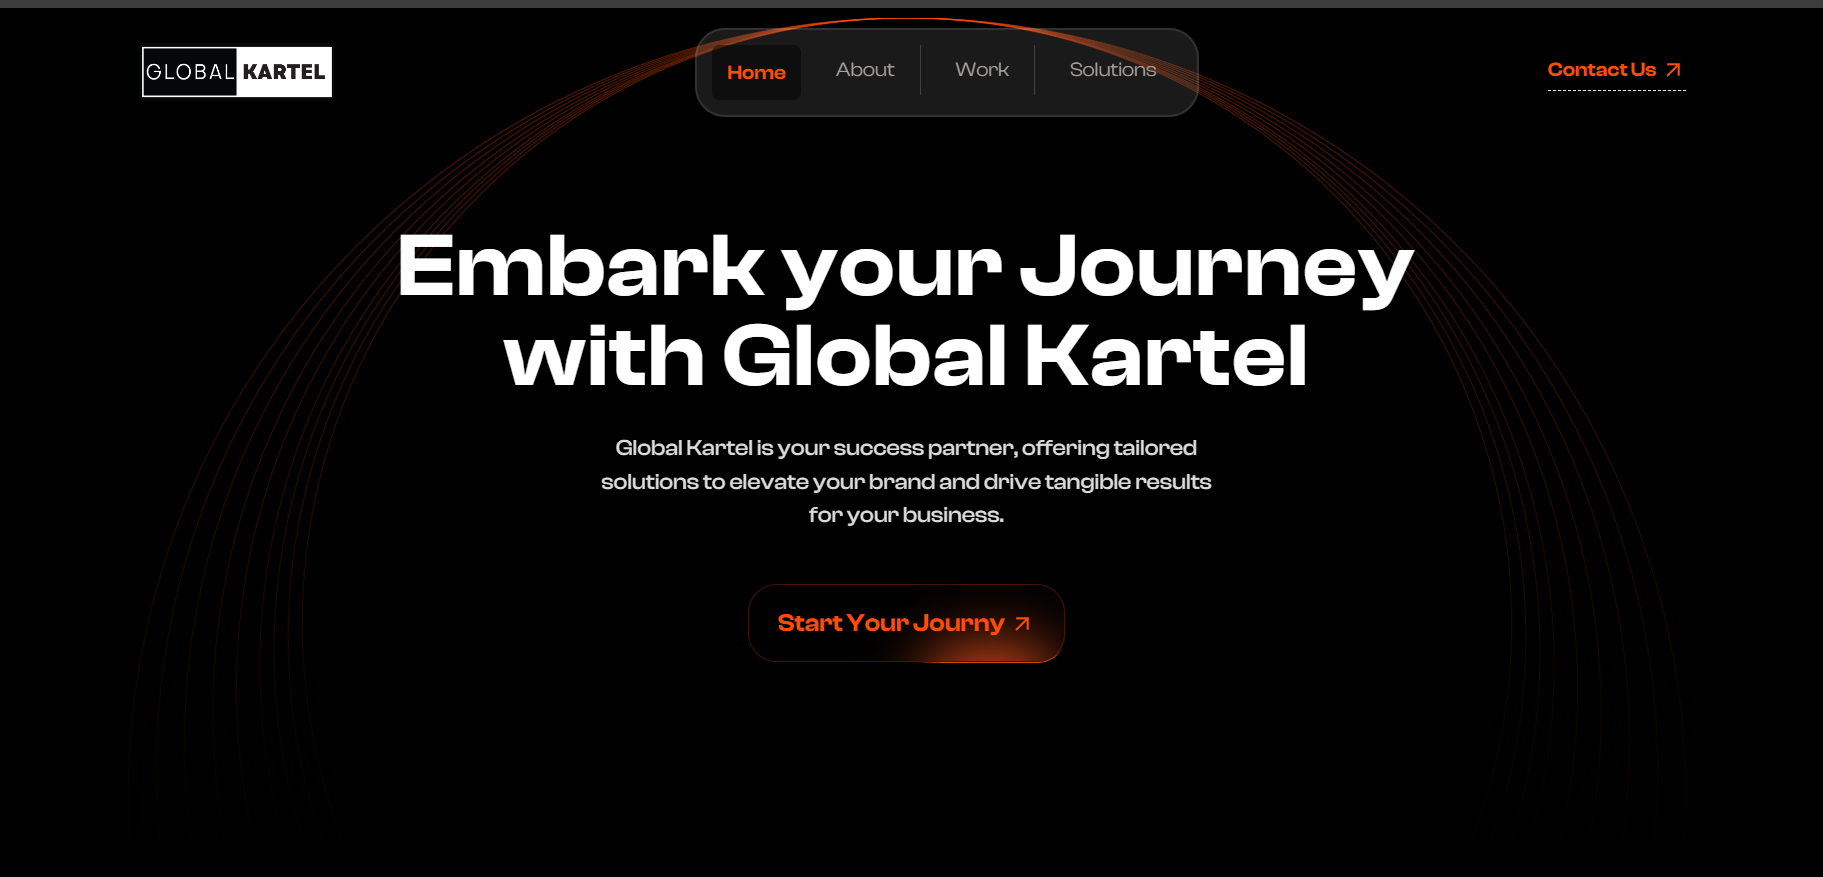 GLOBAL KARTEL
Home
About
Work
Solutions
Contact Us
Embark your Journey
with Global Kartel
Global Kartel is your success partner, offering tailored
solutions to elevate your brand and drive tangible results
for your business.
Start Your Journy